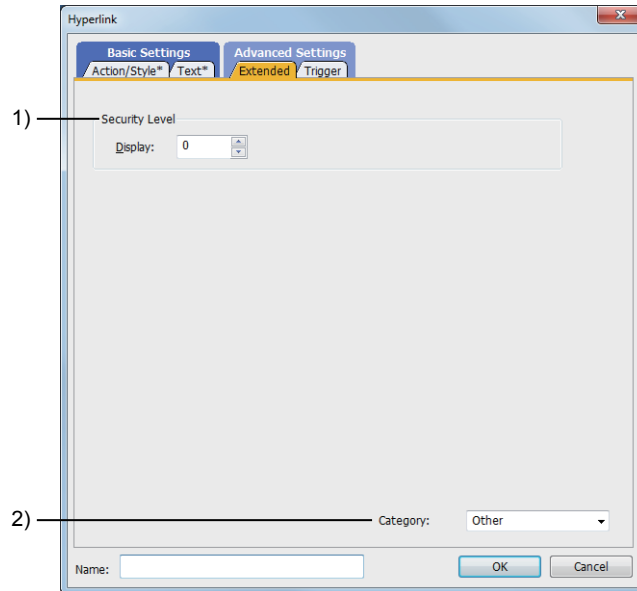 Hyperlink
x
Basic Settings Advanced Settings
Action/Style* Text* Extended Trigger
1) Security Level
Display: 0
2) Category: Other
Name: OK Cancel